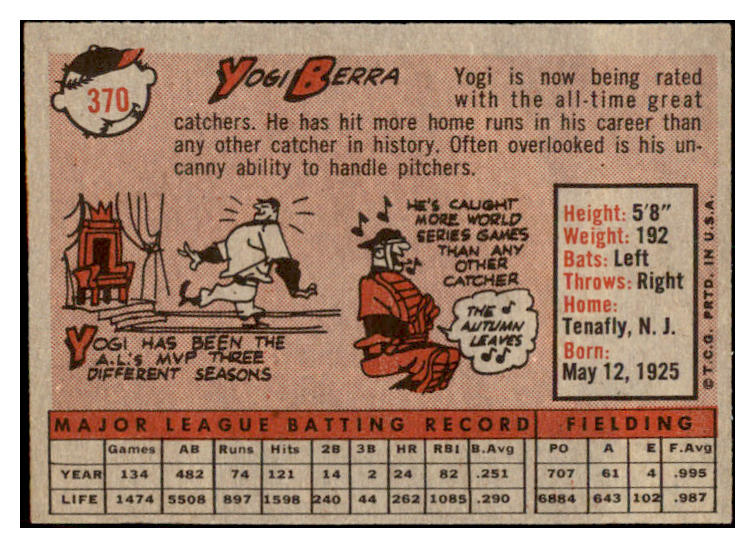 370
YOGI BERRA
Yogi is now being rated
with the all-time great
catchers. He has hit more home runs in his career than
any other catcher in history. Often overlooked is his un-
canny ability to handle pitchers.
YOGI HAS BEEN THE
A.L.'S MVP THREE
DIFFERENT SEASONS
HE'S CAUGHT
MORE WORLD
SERIES GAMES
THAN ANY
OTHER
CATCHER
THE
AUTUMN
LEAVES
Height: 5'8"
Weight: 192
Bats: Left
Throws: Right
Home:
Tenafly, N. J.
Born:
May 12, 1925
© T.C.G. PRTD. IN U.S.A.
MAJOR LEAGUE BATTING RECORD FIELDING
Games AB Runs Hits 2B 3B HR RBI B.Avg PO A E F.Avg
YEAR 134 482 74 121 14 2 24 82 .251 707 61 4 .995
LIFE 1474 5508 897 1598 240 44 262 1085 .290 6884 643 102 .987